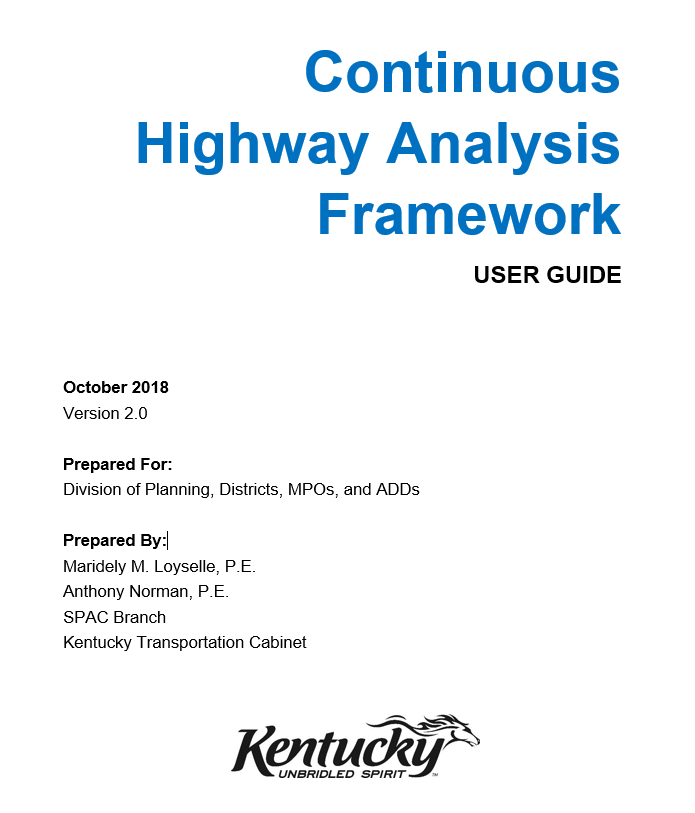 Continuous
Highway Analysis
Framework
USER GUIDE
October 2018
Version 2.0
Prepared For:
Division of Planning, Districts, MPOs, and ADDs
Prepared By:
Maridely M. Loyselle, P.E.
Anthony Norman, P.E.
SPAC Branch
Kentucky Transportation Cabinet
Kentucky
UNBRIDLED SPIRIT™